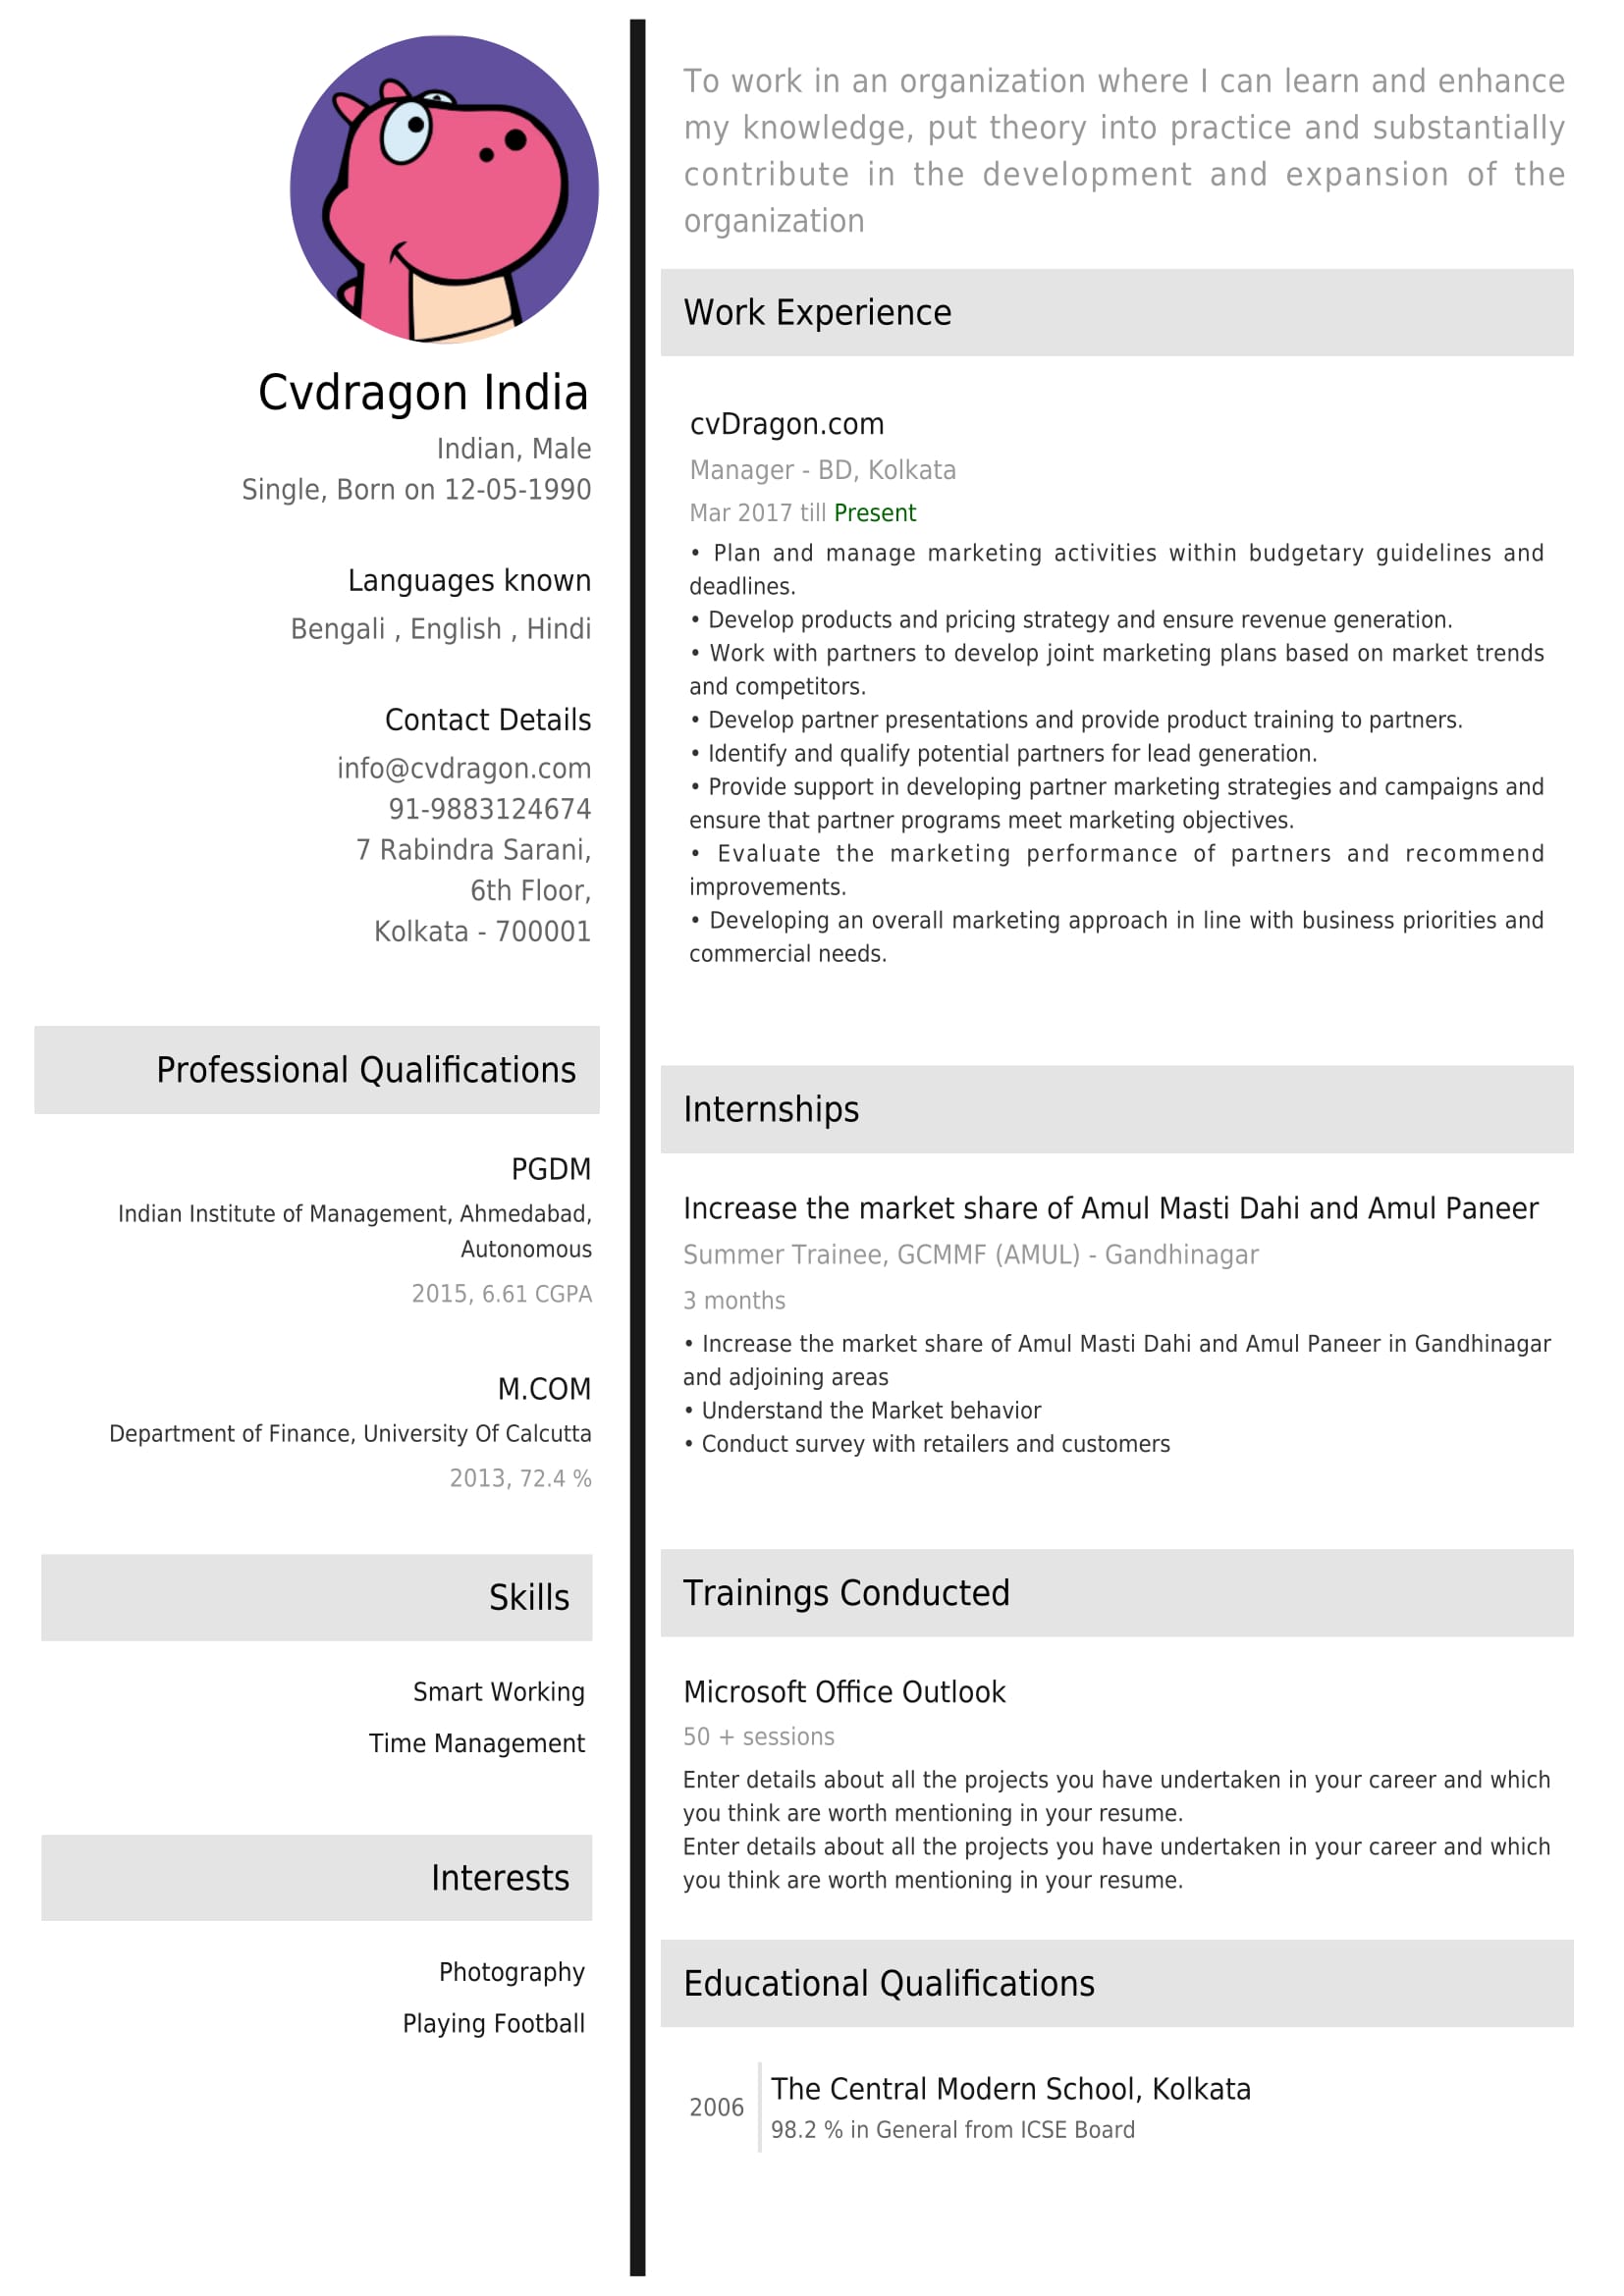 Cvdragon India
Indian, Male
Single, Born on 12-05-1990
Languages known
Bengali , English , Hindi
Contact Details
info@cvdragon.com
91-9883124674
7 Rabindra Sarani,
6th Floor,
Kolkata - 700001
Professional Qualifications
PGDM
Indian Institute of Management, Ahmedabad,
Autonomous
2015, 6.61 CGPA
M.COM
Department of Finance, University Of Calcutta
2013, 72.4 %
Skills
Smart Working
Time Management
Interests
Photography
Playing Football
To work in an organization where I can learn and enhance
my knowledge, put theory into practice and substantially
contribute in the development and expansion of the
organization
Work Experience
cvDragon.com
Manager - BD, Kolkata
Mar 2017 till Present
• Plan and manage marketing activities within budgetary guidelines and
deadlines.
• Develop products and pricing strategy and ensure revenue generation.
• Work with partners to develop joint marketing plans based on market trends
and competitors.
• Develop partner presentations and provide product training to partners.
• Identify and qualify potential partners for lead generation.
• Provide support in developing partner marketing strategies and campaigns and
ensure that partner programs meet marketing objectives.
• Evaluate the marketing performance of partners and recommend
improvements.
• Developing an overall marketing approach in line with business priorities and
commercial needs.
Internships
Increase the market share of Amul Masti Dahi and Amul Paneer
Summer Trainee, GCMMF (AMUL) - Gandhinagar
3 months
• Increase the market share of Amul Masti Dahi and Amul Paneer in Gandhinagar
and adjoining areas
• Understand the Market behavior
• Conduct survey with retailers and customers
Trainings Conducted
Microsoft Office Outlook
50 + sessions
Enter details about all the projects you have undertaken in your career and which
you think are worth mentioning in your resume.
Enter details about all the projects you have undertaken in your career and which
you think are worth mentioning in your resume.
Educational Qualifications
2006
The Central Modern School, Kolkata
98.2 % in General from ICSE Board